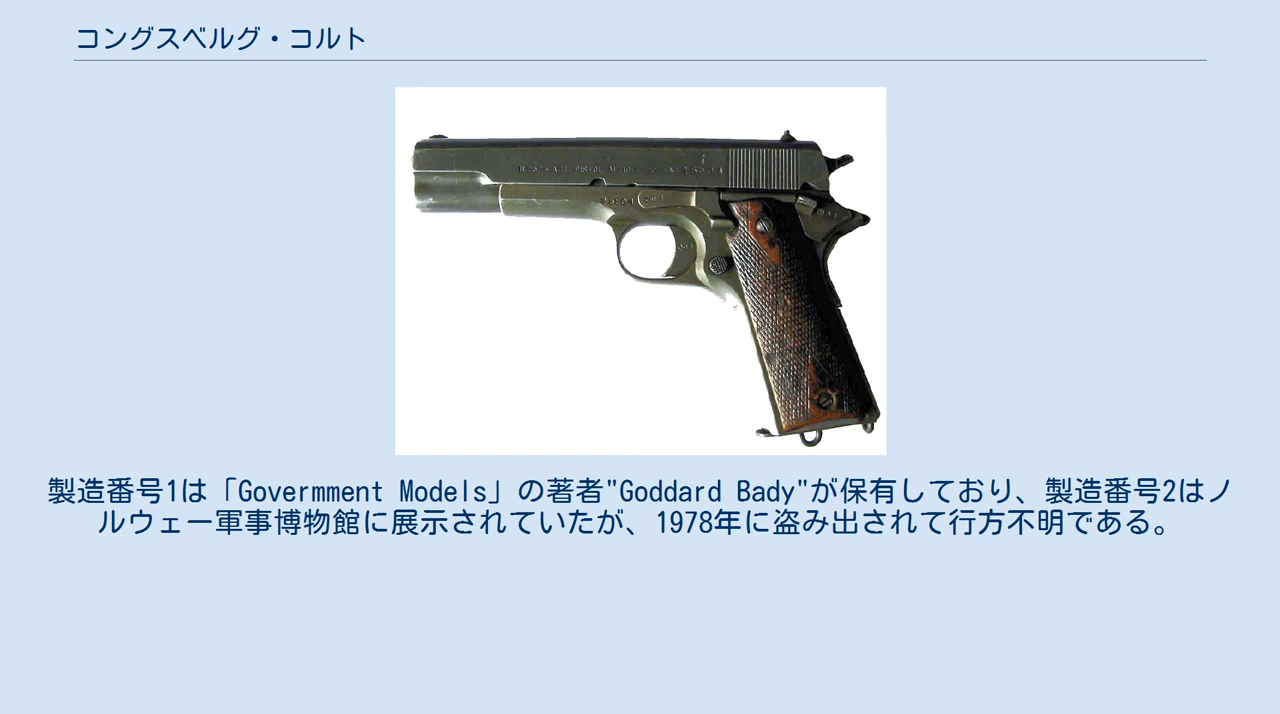 コングスベルグ・コルト
25504
製造番号1は「Govermment Models」の著者"Goddard Bady"が保有しており、製造番号2はノ
ルウェー軍事博物館に展示されていたが、1978年に盗み出されて行方不明である。